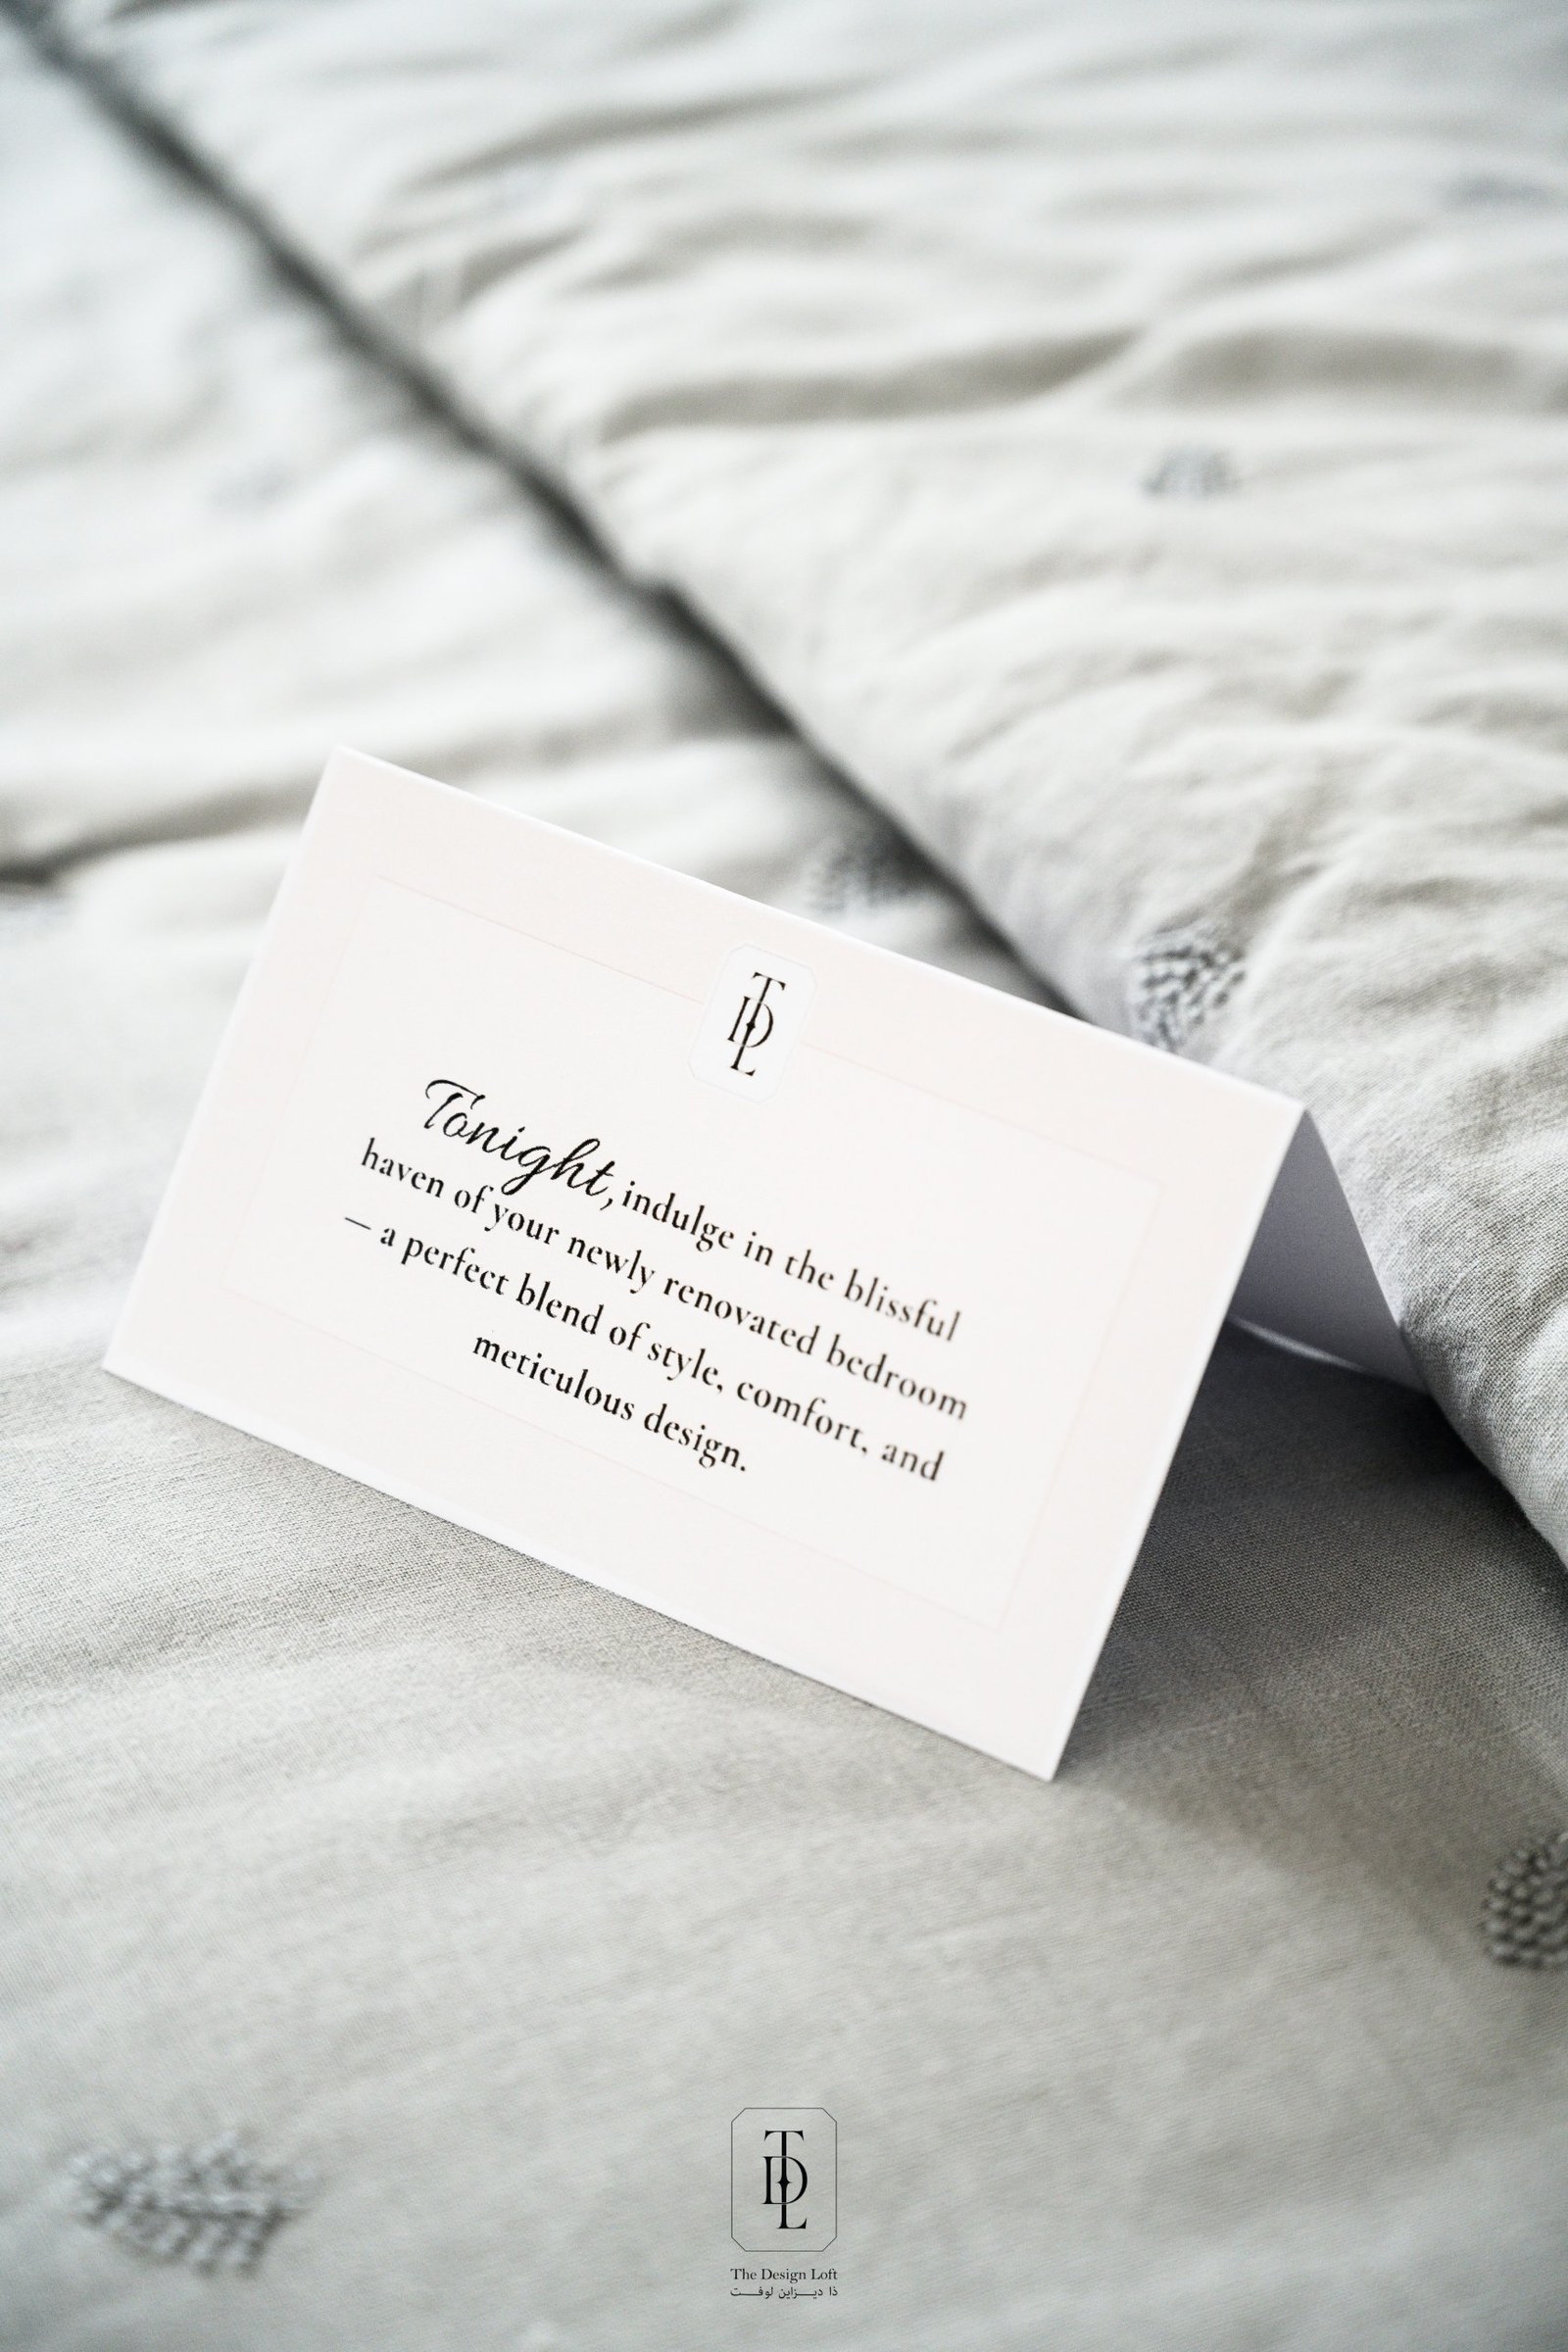 TDL
Tonight, indulge in the blissful
haven of your newly renovated bedroom
— a perfect blend of style, comfort, and
meticulous design.
TDL
The Design Loft
ذا ديزاين لوفت